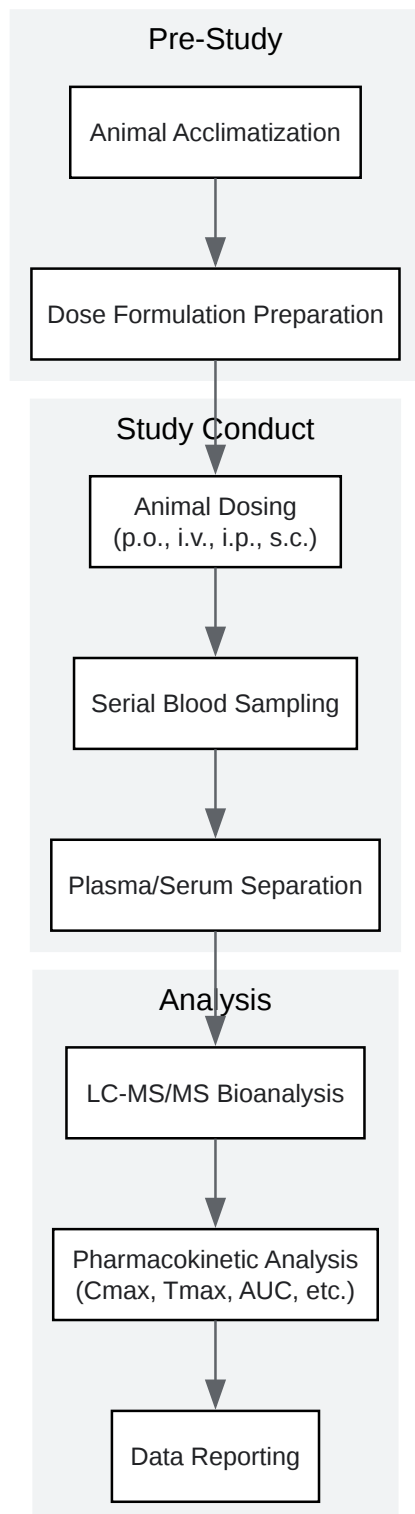 Pre-Study
Animal Acclimatization
Dose Formulation Preparation
Study Conduct
Animal Dosing
(p.o., i.v., i.p., s.c.)
Serial Blood Sampling
Plasma/Serum Separation
Analysis
LC-MS/MS Bioanalysis
Pharmacokinetic Analysis
(Cmax, Tmax, AUC, etc.)
Data Reporting